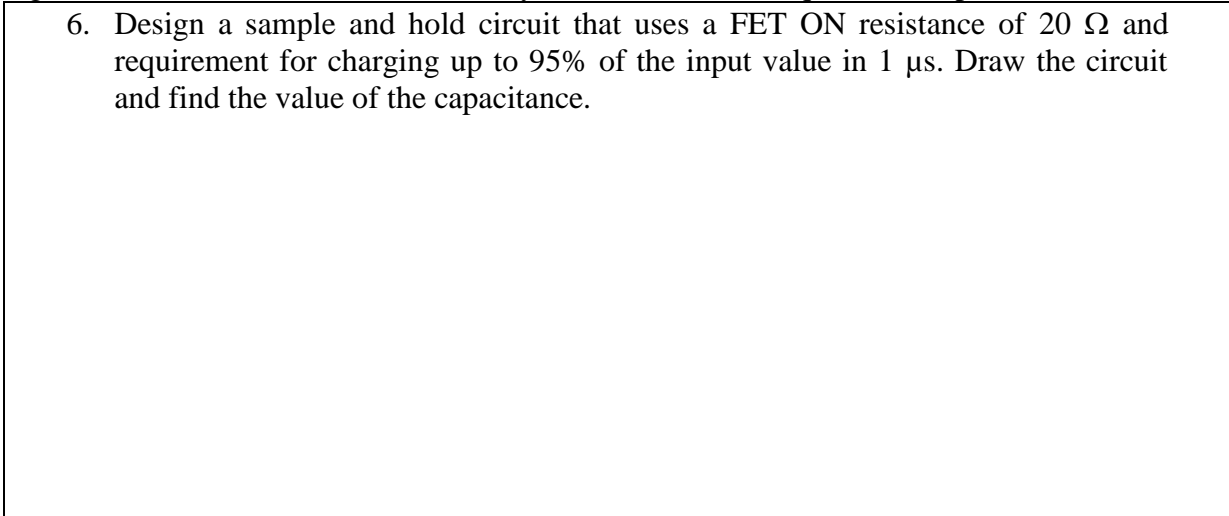 6. Design a sample and hold circuit that uses a FET ON resistance of 20 Ω and
requirement for charging up to 95% of the input value in 1 µs. Draw the circuit
and find the value of the capacitance.